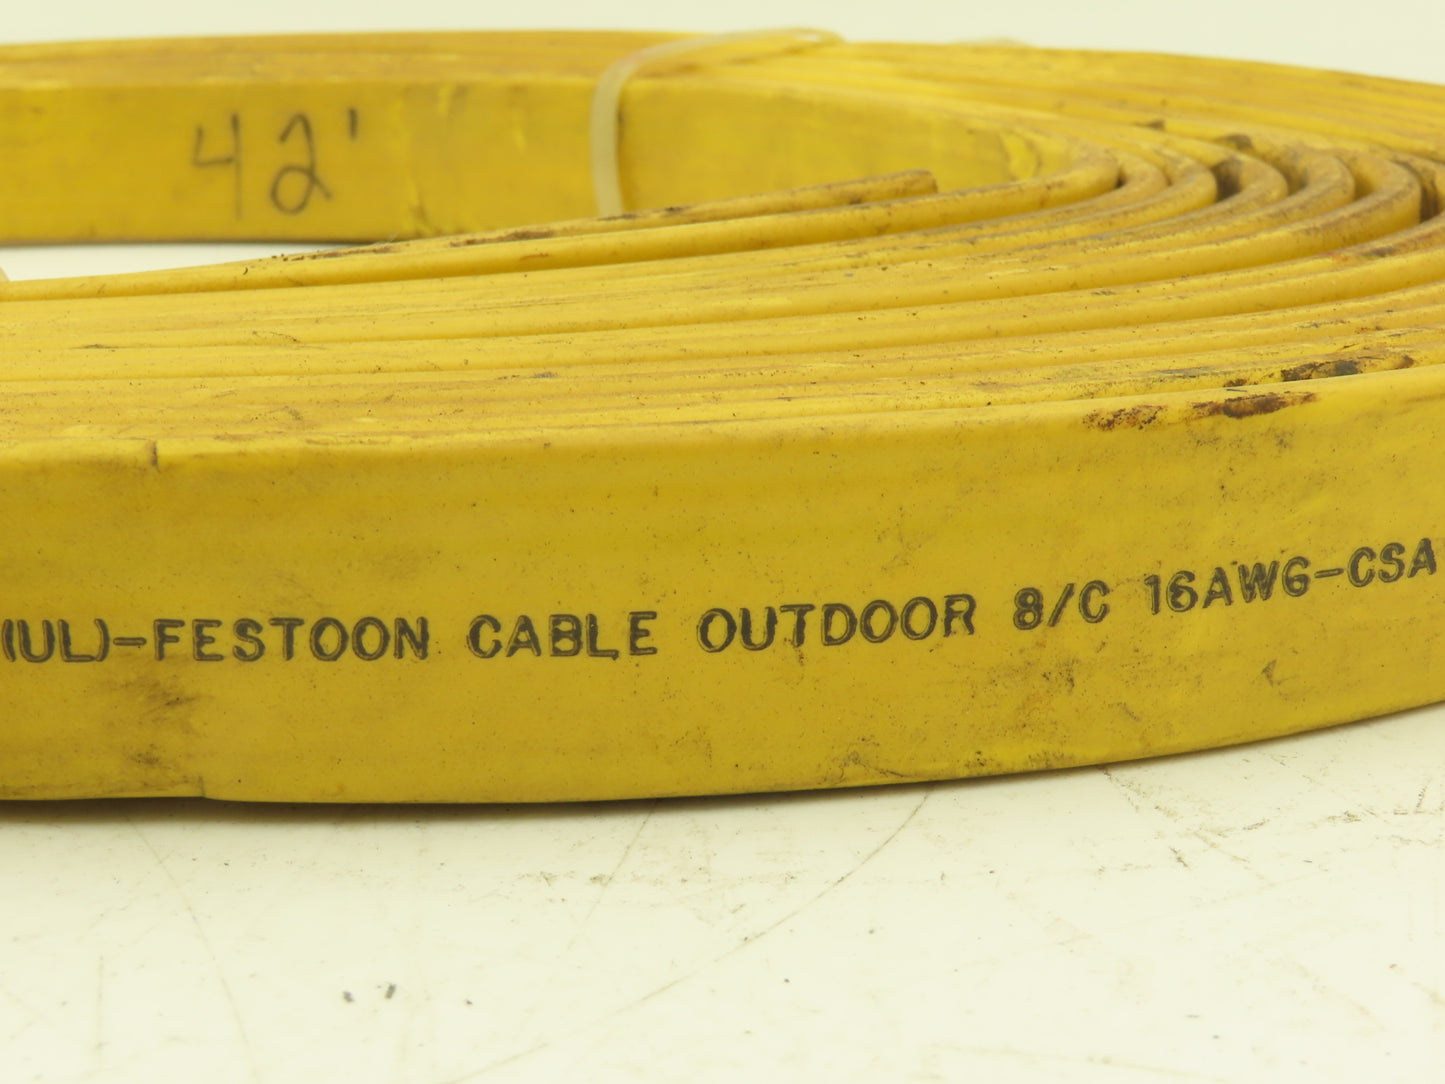 42'
(UL)-FESTOON CABLE OUTDOOR 8/C 16AWG-CSA